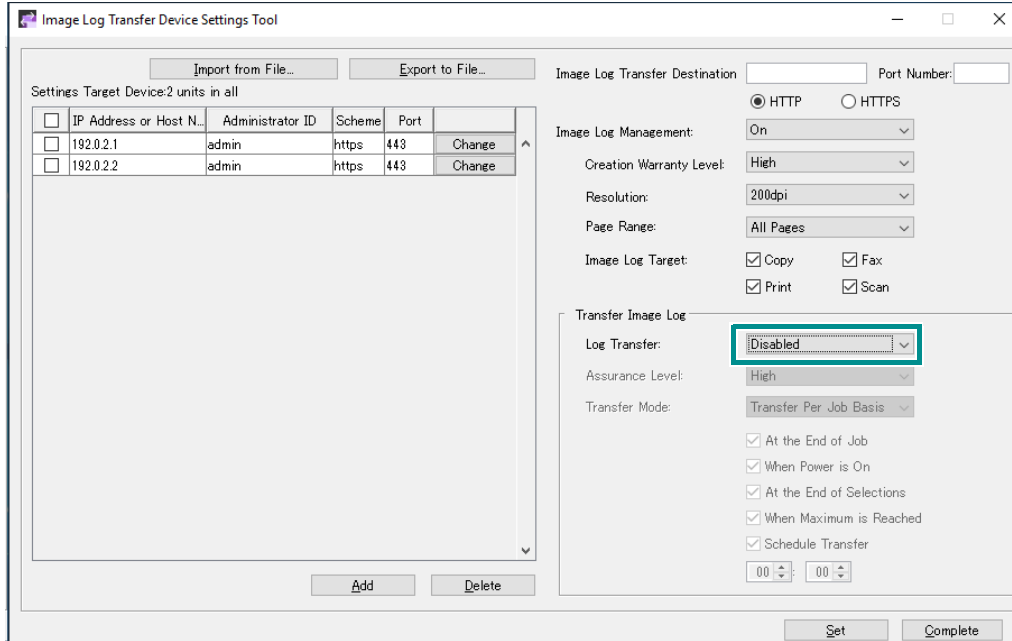 Image Log Transfer Device Settings Tool
Import from File...
Export to File...
Settings Target Device:2 units in all
IP Address or Host N... Administrator ID Scheme Port
192.0.2.1 admin https 443 Change
192.0.2.2 admin https 443 Change
Add
Delete
Image Log Transfer Destination
Port Number:
HTTP
HTTPS
Image Log Management: On
Creation Warranty Level: High
Resolution: 200dpi
Page Range: All Pages
Image Log Target: Copy Fax
Print Scan
Transfer Image Log
Log Transfer: Disabled
Assurance Level: High
Transfer Mode: Transfer Per Job Basis
At the End of Job
When Power is On
At the End of Selections
When Maximum is Reached
Schedule Transfer
00 : 00
Set
Complete